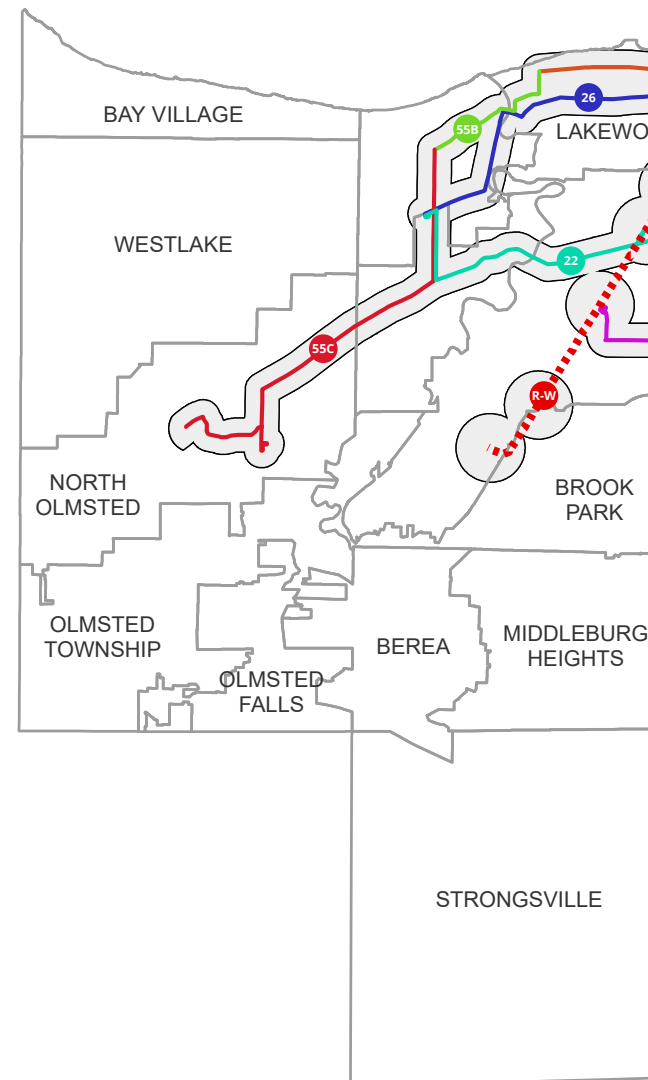 26
BAY VILLAGE
55B
LAKEWO
WESTLAKE
22
55C
R-W
NORTH
OLMSTED
BROOK
PARK
OLMSTED
TOWNSHIP
BEREA
MIDDLEBURG
HEIGHTS
OLMSTED
FALLS
STRONGSVILLE